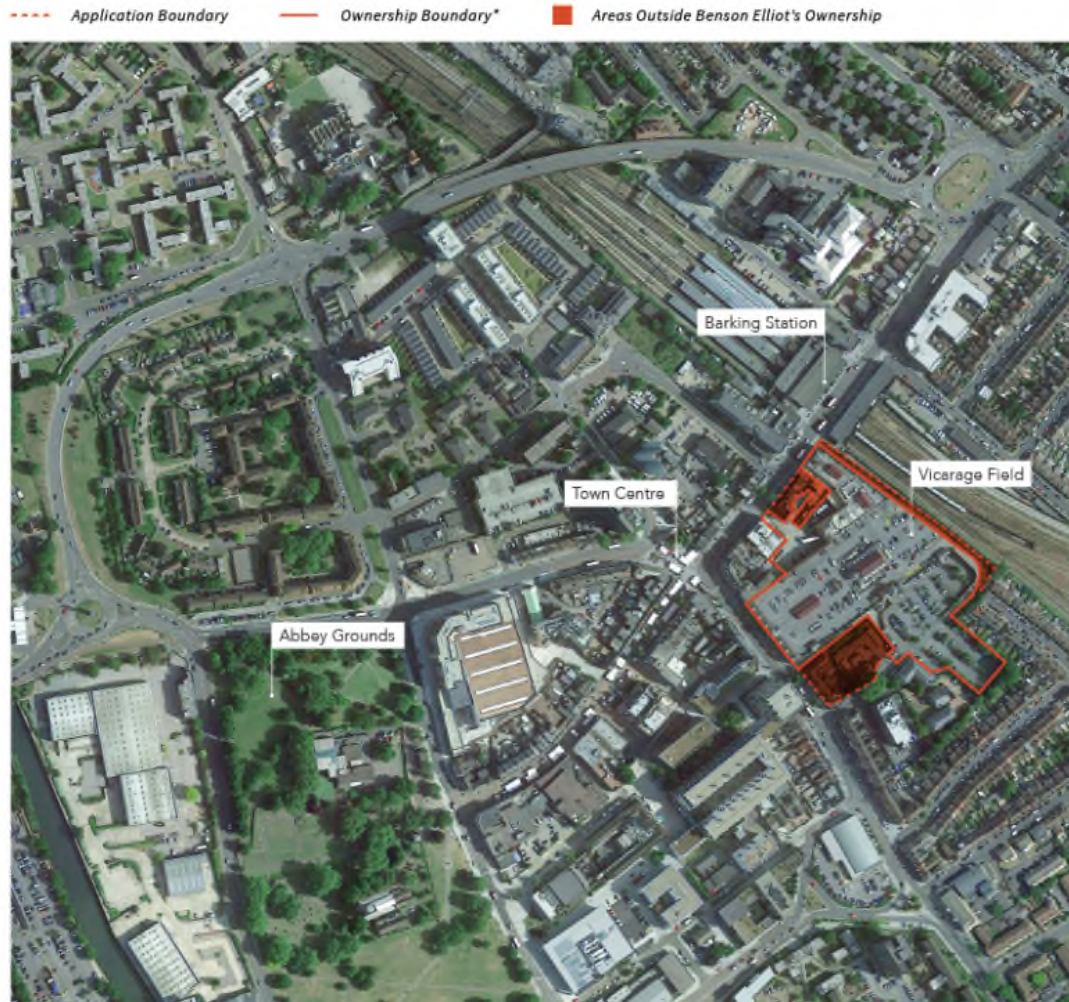 Application Boundary
Ownership Boundary*
Areas Outside Benson Elliot's Ownership
Barking Station
Vicarage Field
Town Centre
Abbey Grounds